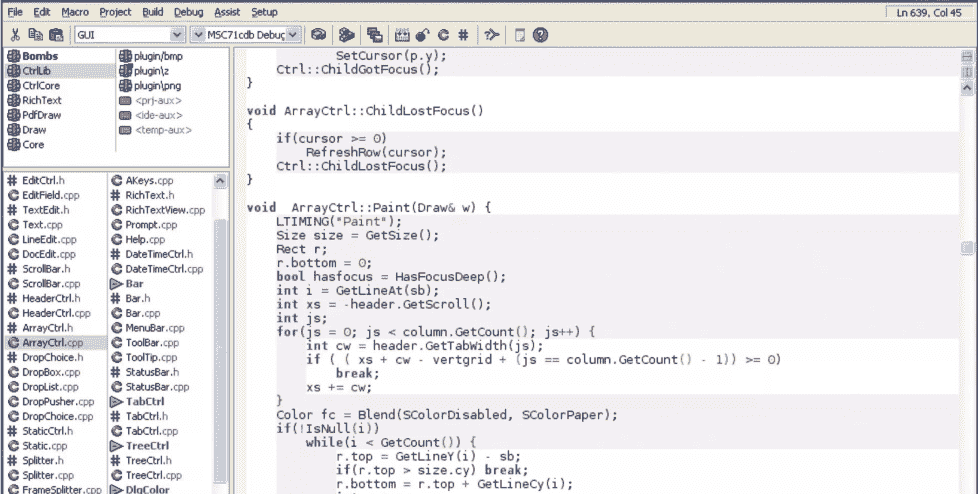 File Edit Macro Project Build Debug Assist Setup
Ln 639, Col 45
GUI
MSC71cdb Debug
Bombs
CtrlLib
CtrlCore
RichText
PdfDraw
Draw
Core
plugin/bmp
plugin\z
plugin\png
<prj-aux>
<ide-aux>
<temp-aux>
EditCtrl.h
EditField.cpp
TextEdit.h
Text.cpp
LineEdit.cpp
DocEdit.cpp
ScrollBar.h
ScrollBar.cpp
HeaderCtrl.h
HeaderCtrl.cpp
ArrayCtrl.h
ArrayCtrl.cpp
DropChoice.h
DropBox.cpp
DropList.cpp
DropPusher.cpp
DropChoice.cpp
StaticCtrl.h
Static.cpp
Splitter.h
Splitter.cpp
FrameSplitter.cpp
AKeys.cpp
RichText.h
RichTextView.cpp
Prompt.cpp
Help.cpp
DateTimeCtrl.h
DateTimeCtrl.cpp
Bar
Bar.h
Bar.cpp
MenuBar.cpp
ToolBar.cpp
ToolTip.cpp
StatusBar.h
StatusBar.cpp
TabCtrl
TabCtrl.h
TabCtrl.cpp
TreeCtrl
TreeCtrl.h
TreeCtrl.cpp
DlgColor
SetCursor(p.y);
Ctrl::ChildGotFocus();
}
void ArrayCtrl::ChildLostFocus()
{
if(cursor >= 0)
RefreshRow(cursor);
Ctrl::ChildLostFocus();
}
void  ArrayCtrl::Paint(Draw& w) {
LTIMING("Paint");
Size size = GetSize();
Rect r;
r.bottom = 0;
bool hasfocus = HasFocusDeep();
int i = GetLineAt(sb);
int xs = -header.GetScroll();
int js;
for(js = 0; js < column.GetCount(); js++) {
int cw = header.GetTabWidth(js);
if ( ( xs + cw - vertgrid + (js == column.GetCount() - 1)) >= 0)
break;
xs += cw;
}
Color fc = Blend(SColorDisabled, SColorPaper);
if(!IsNull(i))
while(i < GetCount()) {
r.top = GetLineY(i) - sb;
if(r.top > size.cy) break;
r.bottom = r.top + GetLineCy(i);